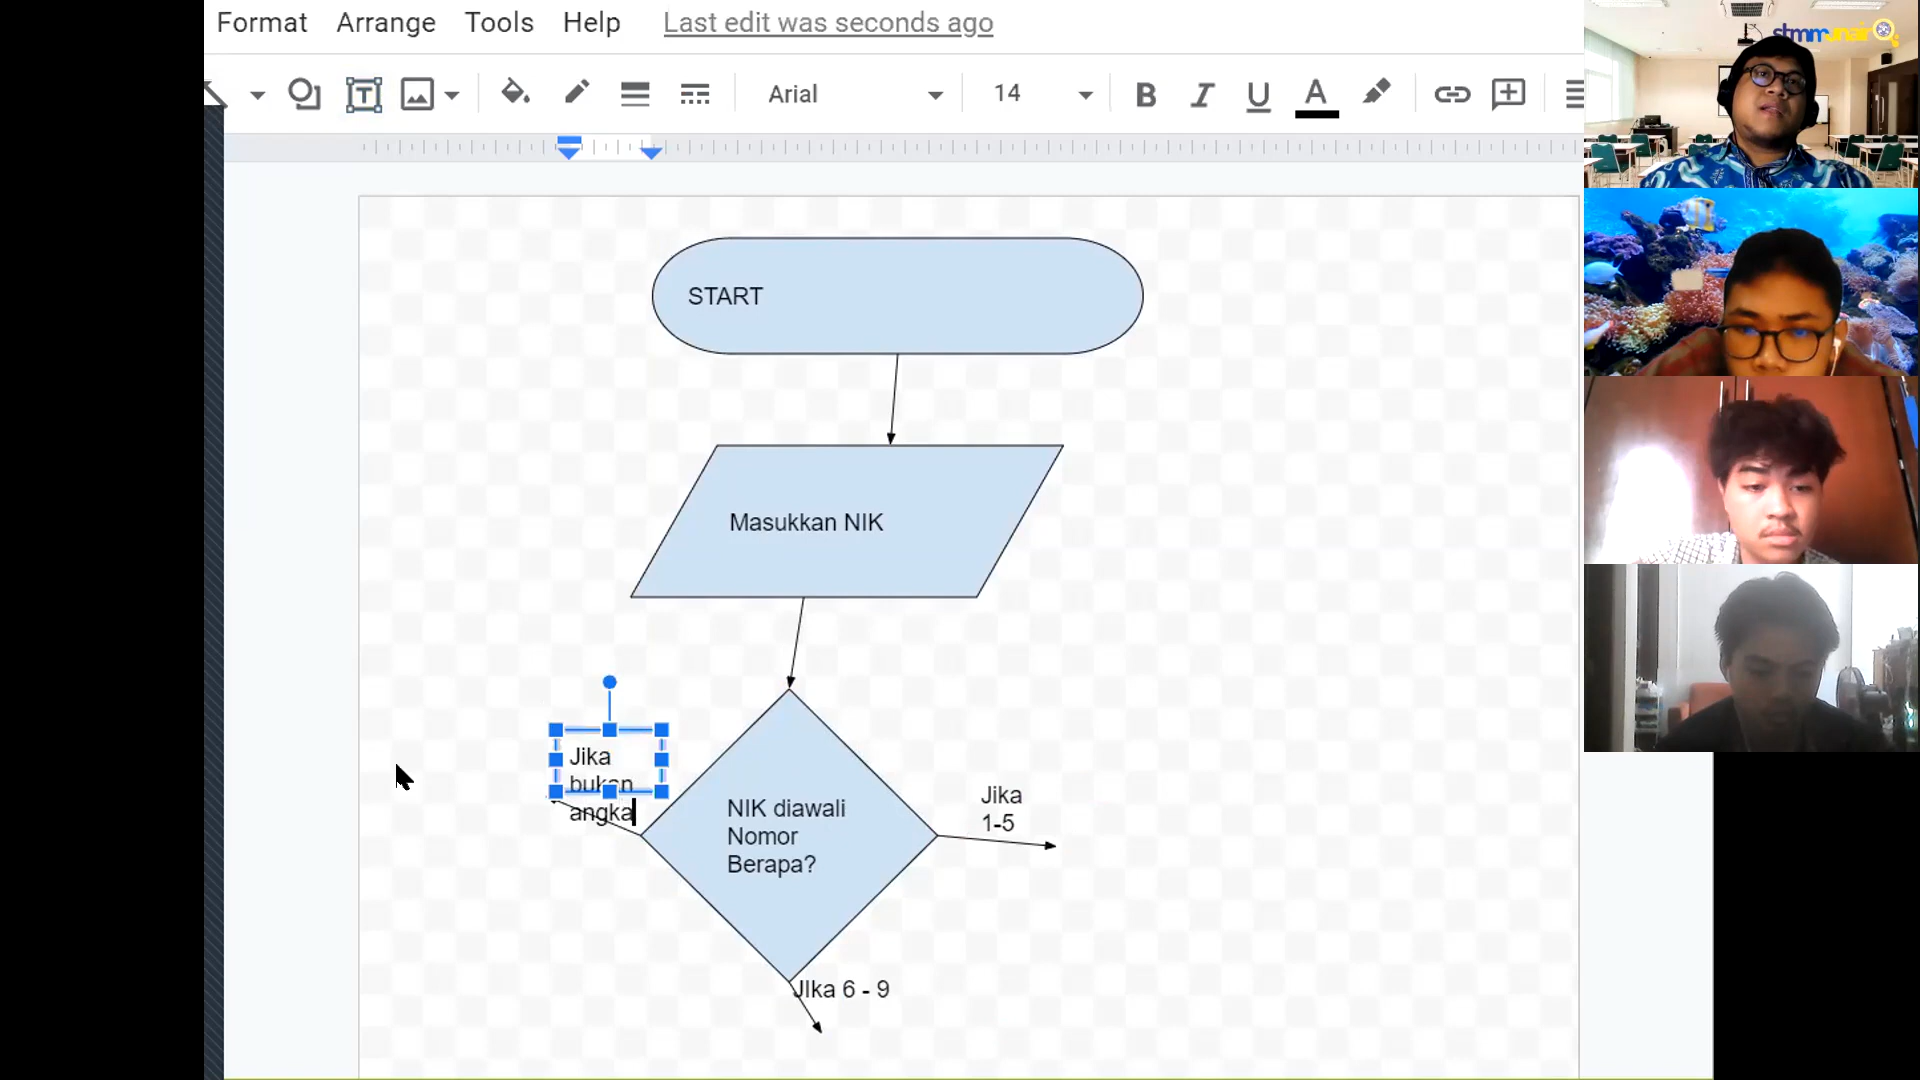 Format Arrange Tools Help Last edit was seconds ago
Arial 14 B I U A
stmmunair
START
Masukkan NIK
Jika
bukan
angka
NIK diawali
Nomor
Berapa?
Jika
1-5
JIka 6 - 9